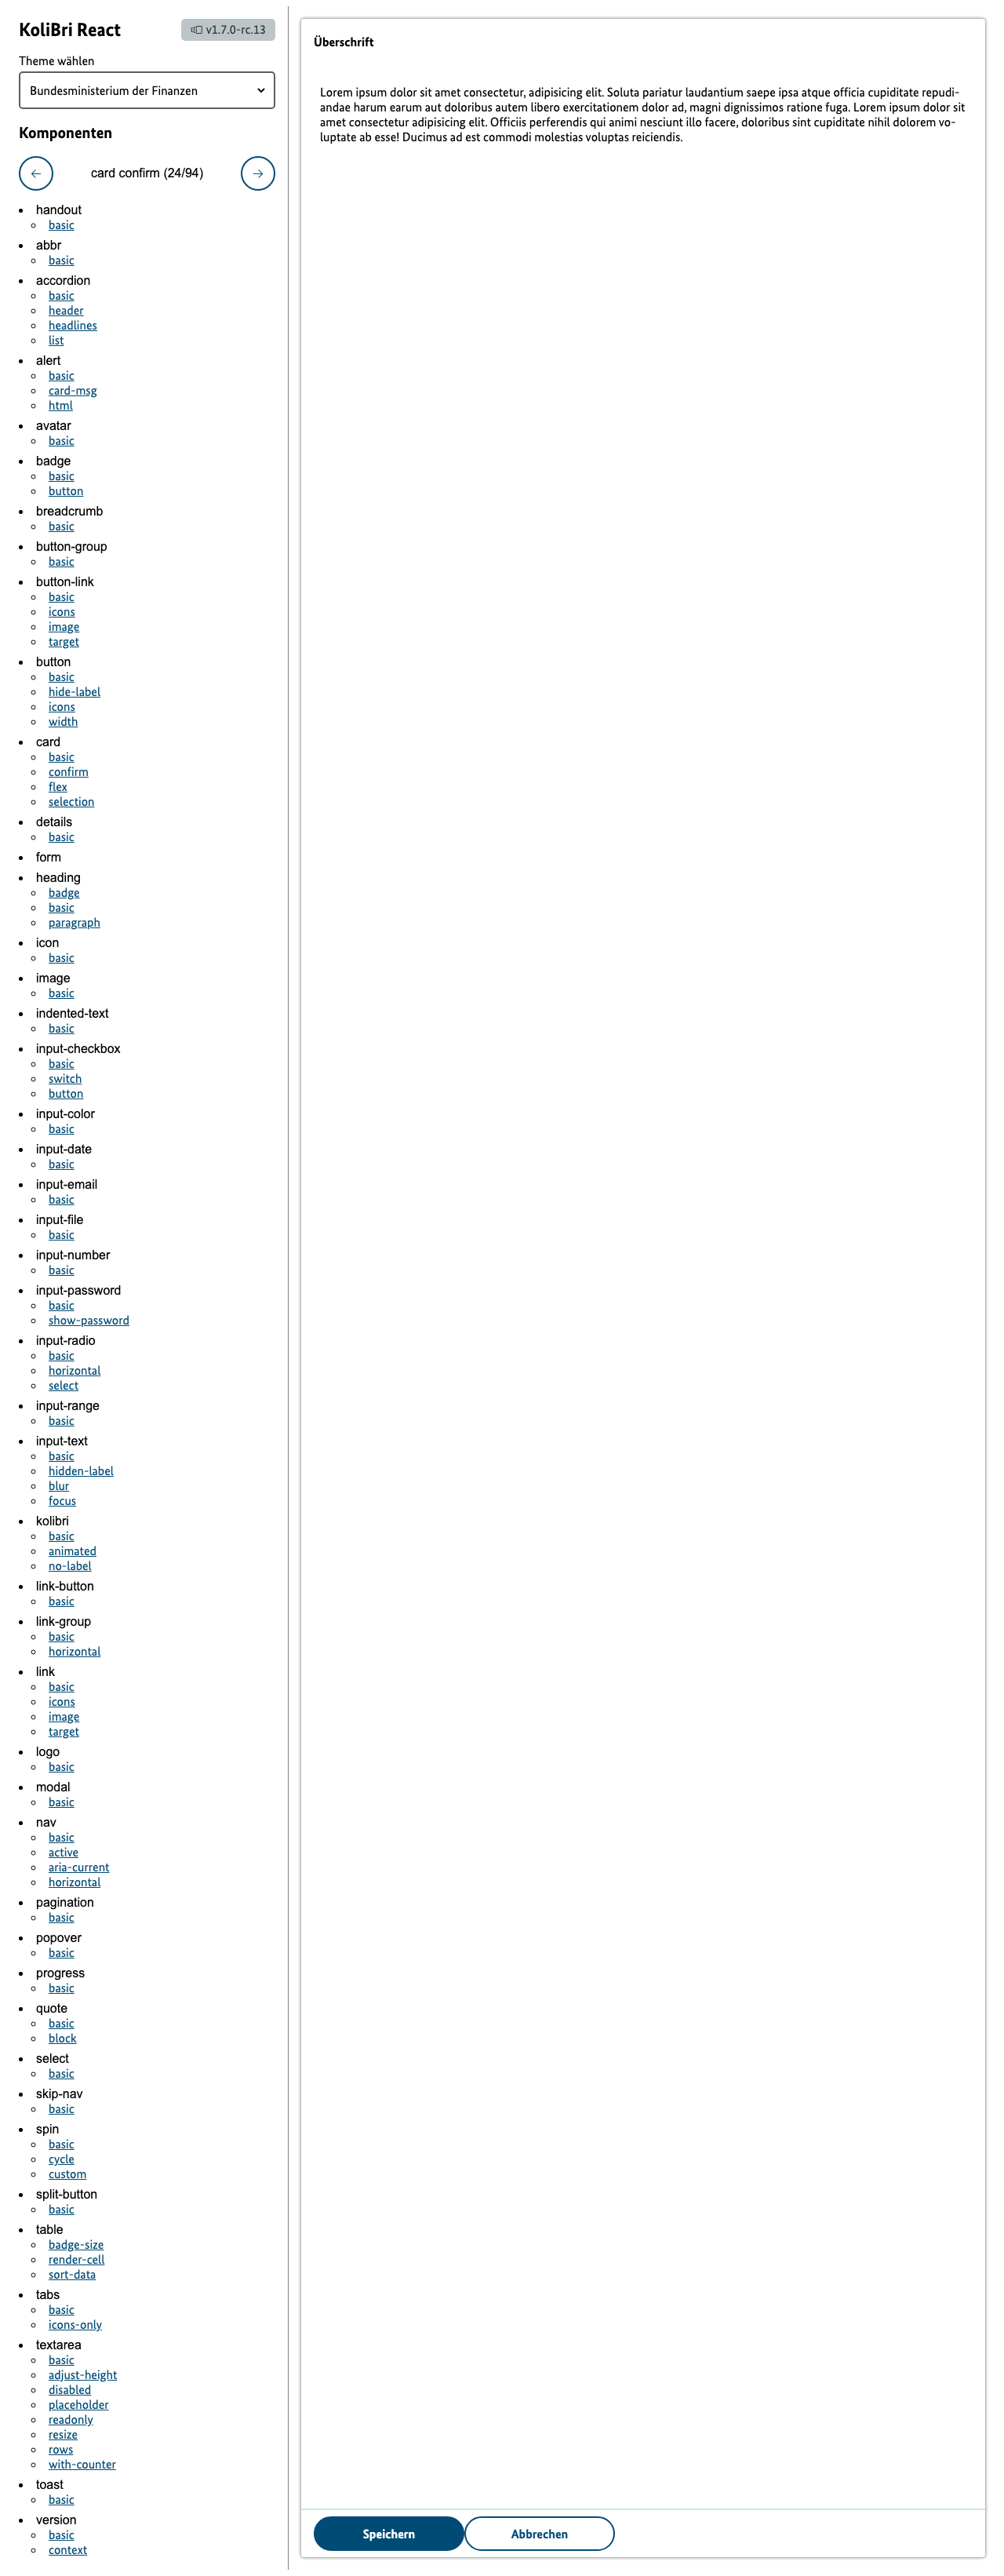 KoliBri React
v1.7.0-rc.13
Theme wählen
Bundesministerium der Finanzen
Komponenten
card confirm (24/94)
handout
basic
abbr
basic
accordion
basic
header
headlines
list
alert
basic
card-msg
html
avatar
basic
badge
basic
button
breadcrumb
basic
button-group
basic
button-link
basic
icons
image
target
button
basic
hide-label
icons
width
card
basic
confirm
flex
selection
details
basic
form
heading
badge
basic
paragraph
icon
basic
image
basic
indented-text
basic
input-checkbox
basic
switch
button
input-color
basic
input-date
basic
input-email
basic
input-file
basic
input-number
basic
input-password
basic
show-password
input-radio
basic
horizontal
select
input-range
basic
input-text
basic
hidden-label
blur
focus
kolibri
basic
animated
no-label
link-button
basic
link-group
basic
horizontal
link
basic
icons
image
target
logo
basic
modal
basic
nav
basic
active
aria-current
horizontal
pagination
basic
popover
basic
progress
basic
quote
basic
block
select
basic
skip-nav
basic
spin
basic
cycle
custom
split-button
basic
table
badge-size
render-cell
sort-data
tabs
basic
icons-only
textarea
basic
adjust-height
disabled
placeholder
readonly
resize
rows
with-counter
toast
basic
version
basic
context
Überschrift
Lorem ipsum dolor sit amet consectetur, adipisicing elit. Soluta pariatur laudantium saepe ipsa atque officia cupiditate repudi-
andae harum earum aut doloribus autem libero exercitationem dolor ad, magni dignissimos ratione fuga. Lorem ipsum dolor sit
amet consectetur adipisicing elit. Officiis perferendis qui animi nesciunt illo facere, doloribus sint cupiditate nihil dolorem vo-
luptate ab esse! Ducimus ad est commodi molestias voluptas reiciendis.
Speichern
Abbrechen